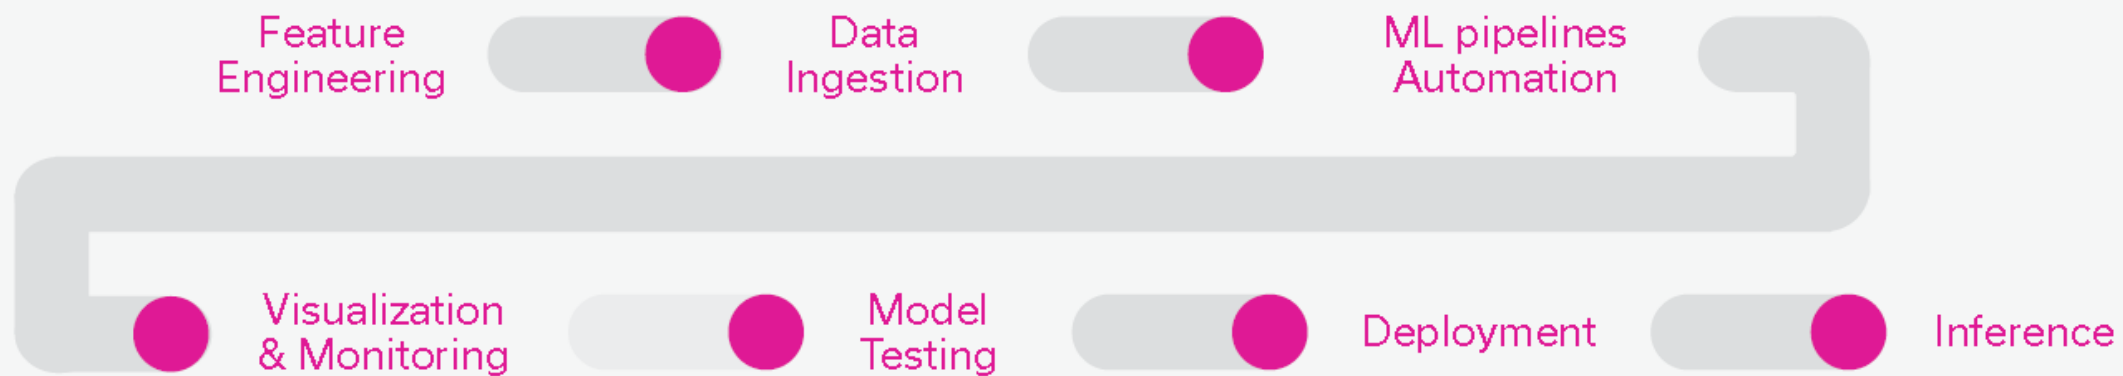 Feature
Engineering
Data
Ingestion
ML pipelines
Automation
Visualization
& Monitoring
Model
Testing
Deployment
Inference